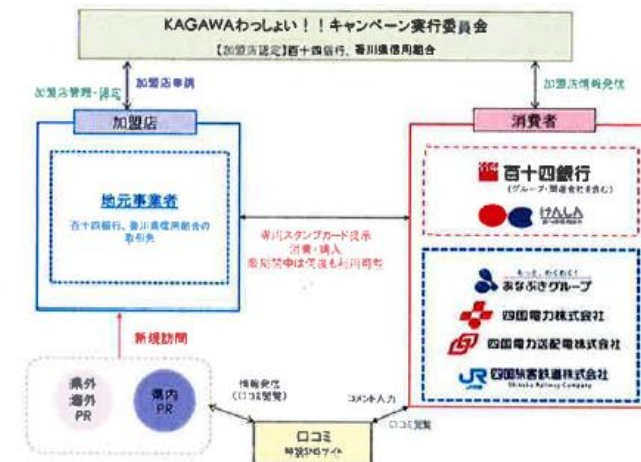 KAGAWAわっしょい！！キャンペーン実行委員会
【加盟店認定】百十四銀行、香川県信用組合
加盟店管理・認定
加盟店申請
加盟店情報発信
加盟店
消費者
地元事業者
百十四銀行、香川県信用組合の
取引先
百十四銀行
(グループ・関連会社を含む)
けんしん
スタンプカード提示
消費・購入
期間中は何度も利用可能
あなぶきグループ
四国電力株式会社
四国電力送配電株式会社
JR 四国旅客鉄道株式会社
Shikoku Railway Company
新規訪問
県外
海外
PR
県内
PR
情報発信
(口コミ閲覧)
コメント入力
口コミ閲覧
口コミ
特設SNSサイト